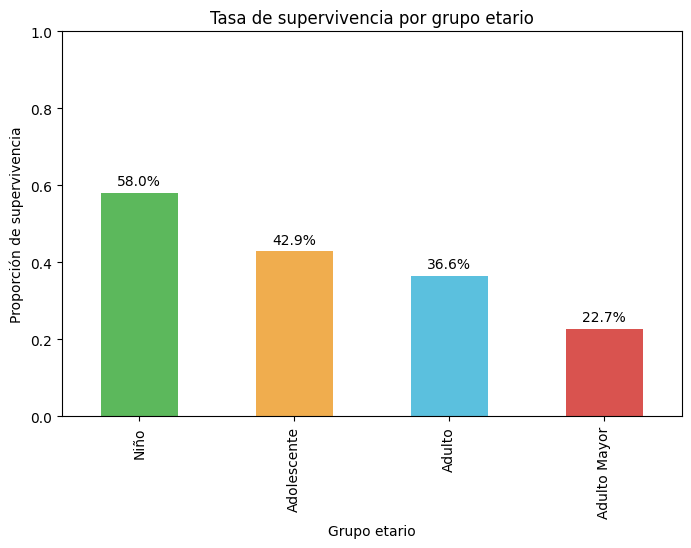 Tasa de supervivencia por grupo etario
Proporción de supervivencia
1.0
0.8
0.6
0.4
0.2
0.0
58.0%
42.9%
36.6%
22.7%
Niño
Adolescente
Adulto
Adulto Mayor
Grupo etario